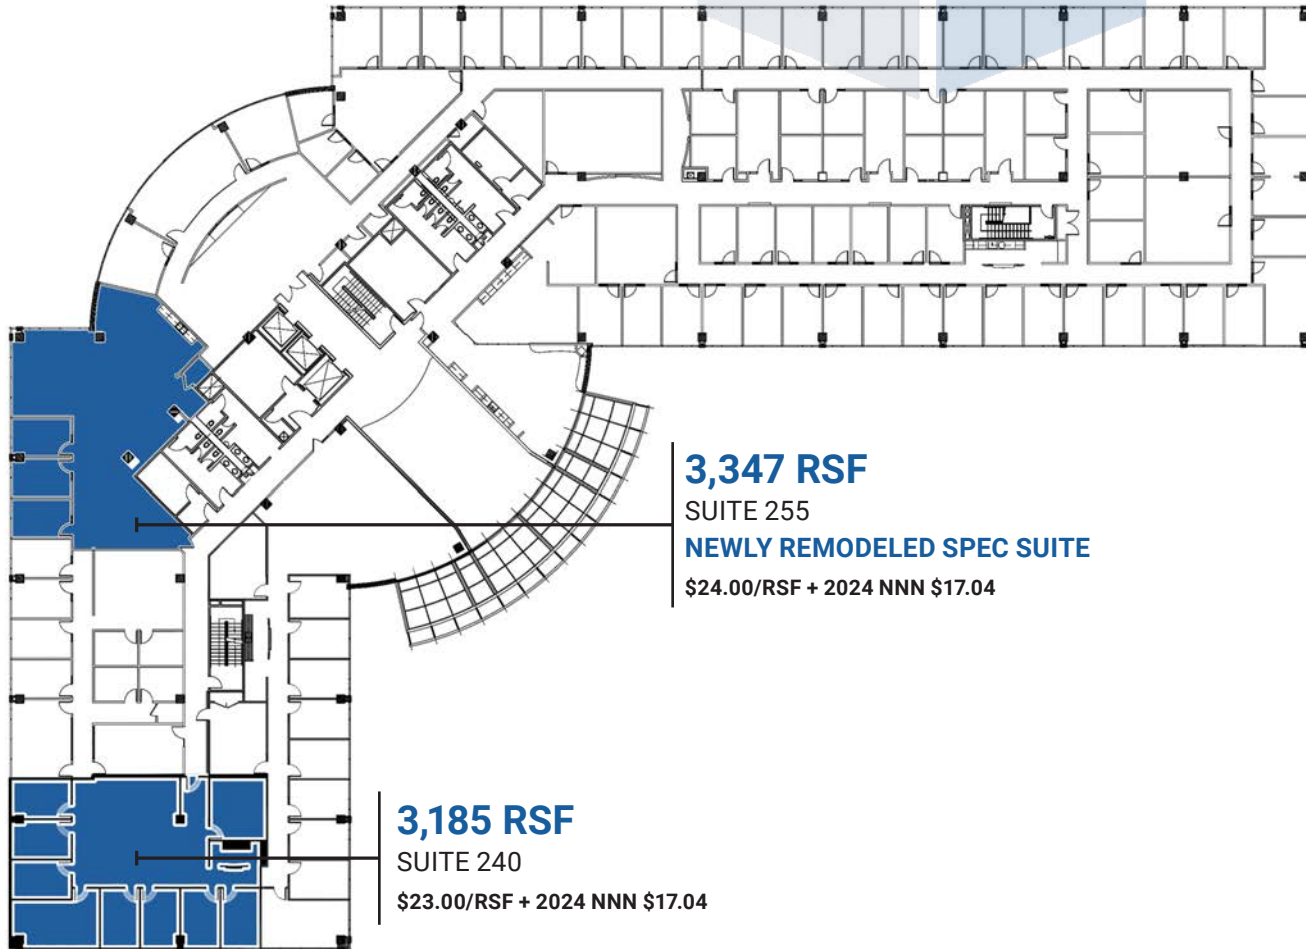 3,347 RSF
SUITE 255
NEWLY REMODELED SPEC SUITE
$24.00/RSF + 2024 NNN $17.04
3,185 RSF
SUITE 240
$23.00/RSF + 2024 NNN $17.04